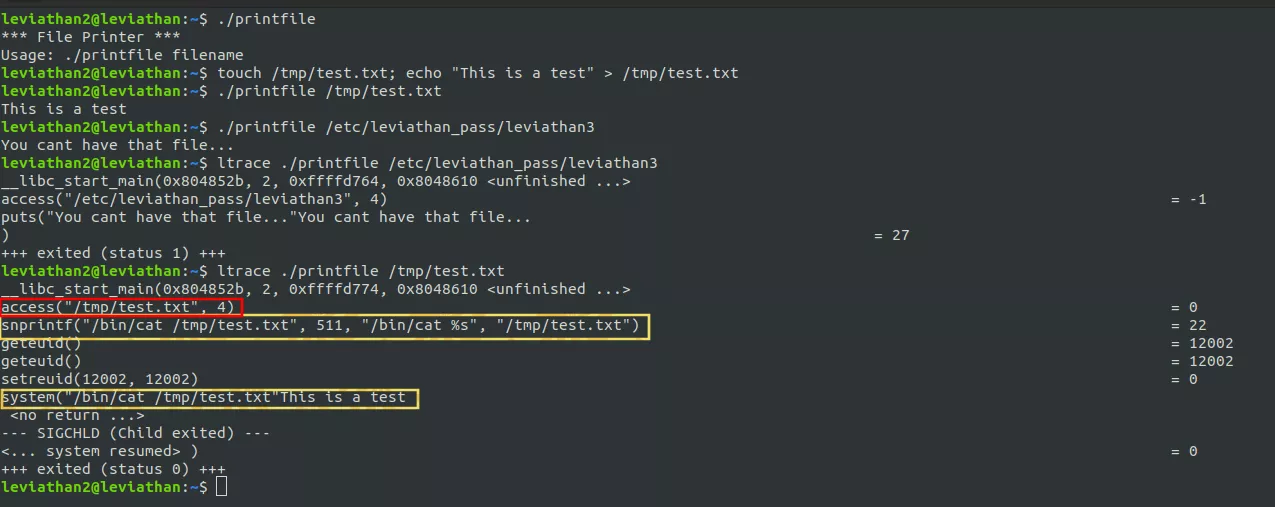 leviathan2@leviathan:~$ ./printfile
*** File Printer ***
Usage: ./printfile filename
leviathan2@leviathan:~$ touch /tmp/test.txt; echo "This is a test" > /tmp/test.txt
leviathan2@leviathan:~$ ./printfile /tmp/test.txt
This is a test
leviathan2@leviathan:~$ ./printfile /etc/leviathan_pass/leviathan3
You cant have that file...
leviathan2@leviathan:~$ ltrace ./printfile /etc/leviathan_pass/leviathan3
__libc_start_main(0x804852b, 2, 0xffffd764, 0x8048610 <unfinished ...>
access("/etc/leviathan_pass/leviathan3", 4) = -1
puts("You cant have that file..."You cant have that file...
) = 27
+++ exited (status 1) +++
leviathan2@leviathan:~$ ltrace ./printfile /tmp/test.txt
__libc_start_main(0x804852b, 2, 0xffffd774, 0x8048610 <unfinished ...>
access("/tmp/test.txt", 4) = 0
snprintf("/bin/cat /tmp/test.txt", 511, "/bin/cat %s", "/tmp/test.txt") = 22
geteuid() = 12002
geteuid() = 12002
setreuid(12002, 12002) = 0
system("/bin/cat /tmp/test.txt"This is a test
<no return ...>
--- SIGCHLD (Child exited) ---
<... system resumed> ) = 0
+++ exited (status 0) +++
leviathan2@leviathan:~$